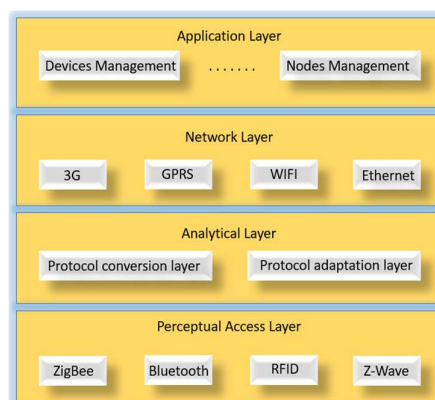 Application Layer
Devices Management ....... Nodes Management
Network Layer
3G GPRS WIFI Ethernet
Analytical Layer
Protocol conversion layer Protocol adaptation layer
Perceptual Access Layer
ZigBee Bluetooth RFID Z-Wave